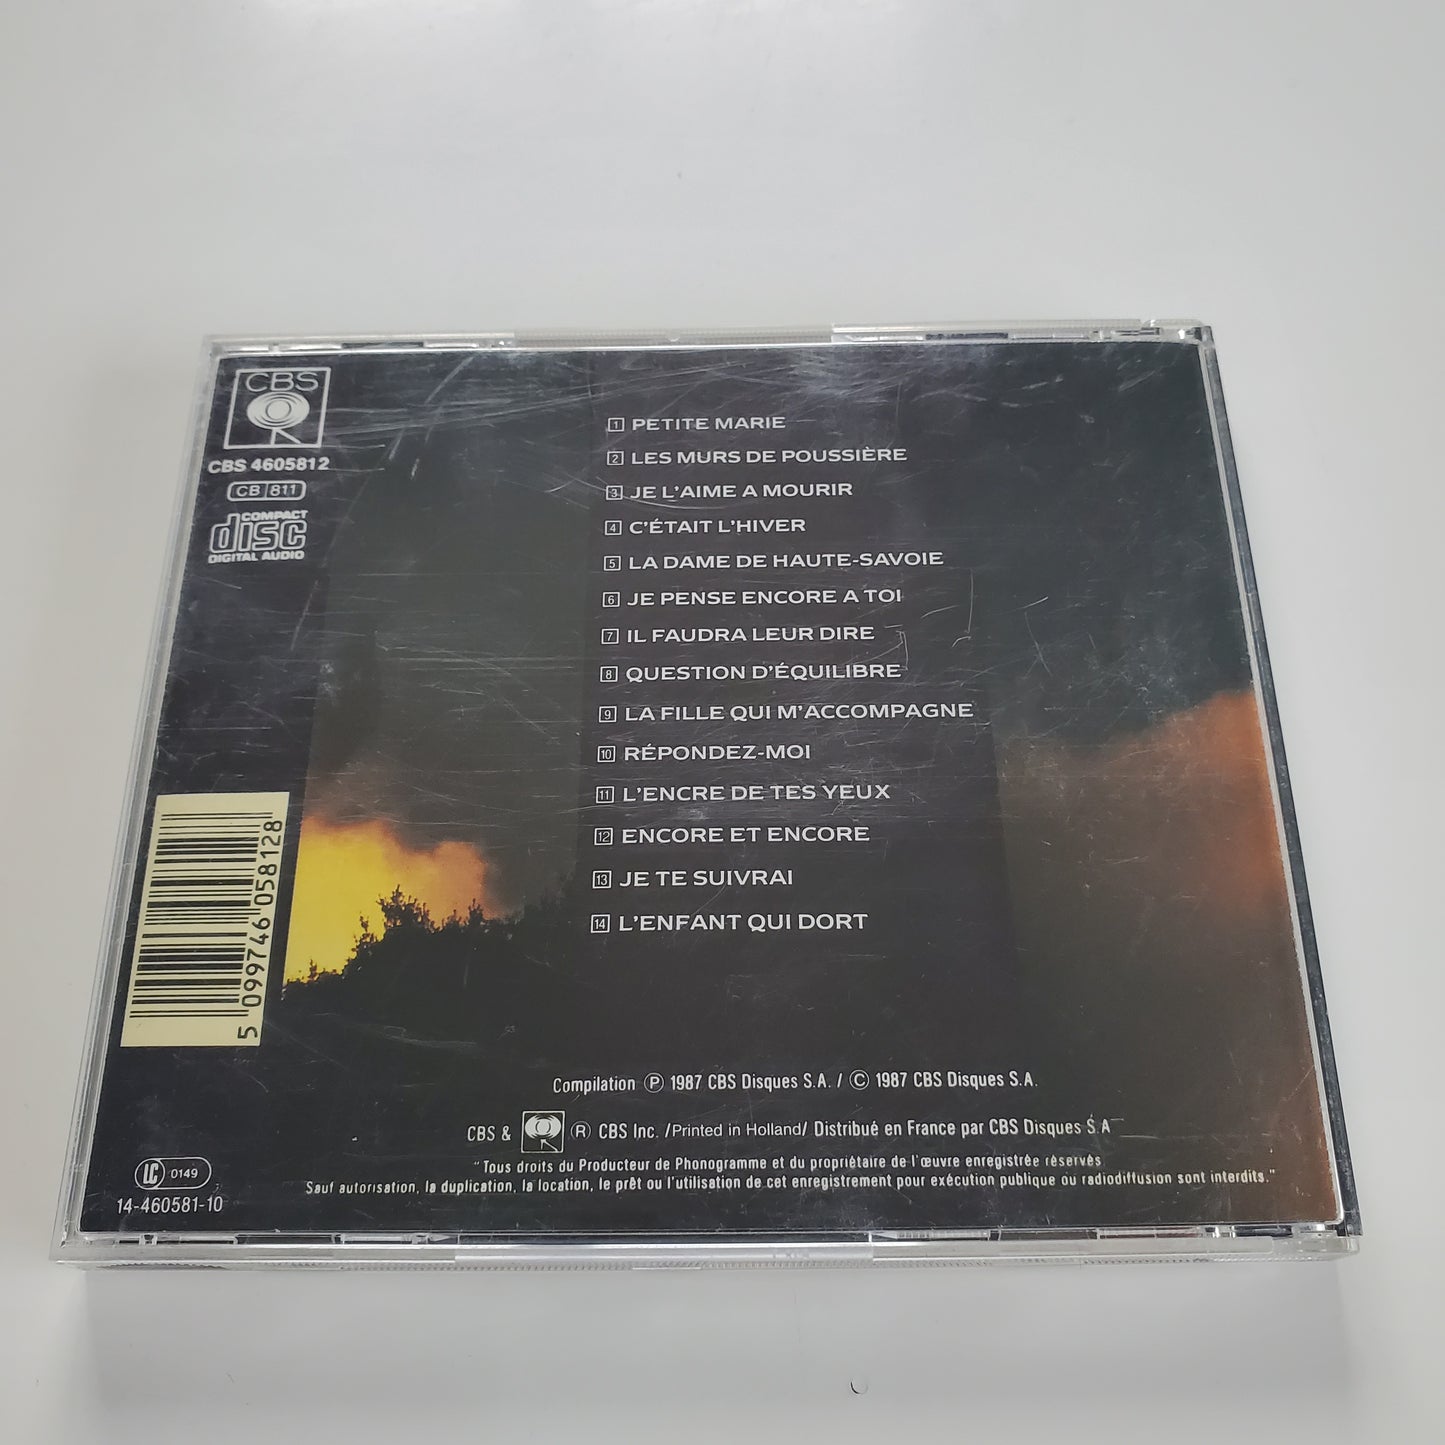 CBS
CBS 4605812
CB 811
COMPACT
disc
DIGITAL AUDIO
1 PETITE MARIE
2 LES MURS DE POUSSIÈRE
3 JE L'AIME A MOURIR
4 C'ÉTAIT L'HIVER
5 LA DAME DE HAUTE-SAVOIE
6 JE PENSE ENCORE A TOI
7 IL FAUDRA LEUR DIRE
8 QUESTION D'ÉQUILIBRE
9 LA FILLE QUI M'ACCOMPAGNE
10 RÉPONDEZ-MOI
11 L'ENCRE DE TES YEUX
12 ENCORE ET ENCORE
13 JE TE SUIVRAI
14 L'ENFANT QUI DORT
5 099746 058128
Compilation Ⓟ 1987 CBS Disques S.A. / © 1987 CBS Disques S.A.
CBS & ® CBS Inc. /Printed in Holland/ Distribué en France par CBS Disques S.A
"Tous droits du Producteur de Phonogramme et du propriétaire de l'œuvre enregistrée réservés
Sauf autorisation, la duplication, la location, le prêt ou l'utilisation de cet enregistrement pour exécution publique ou radiodiffusion sont interdits."
LC 0149
14-460581-10